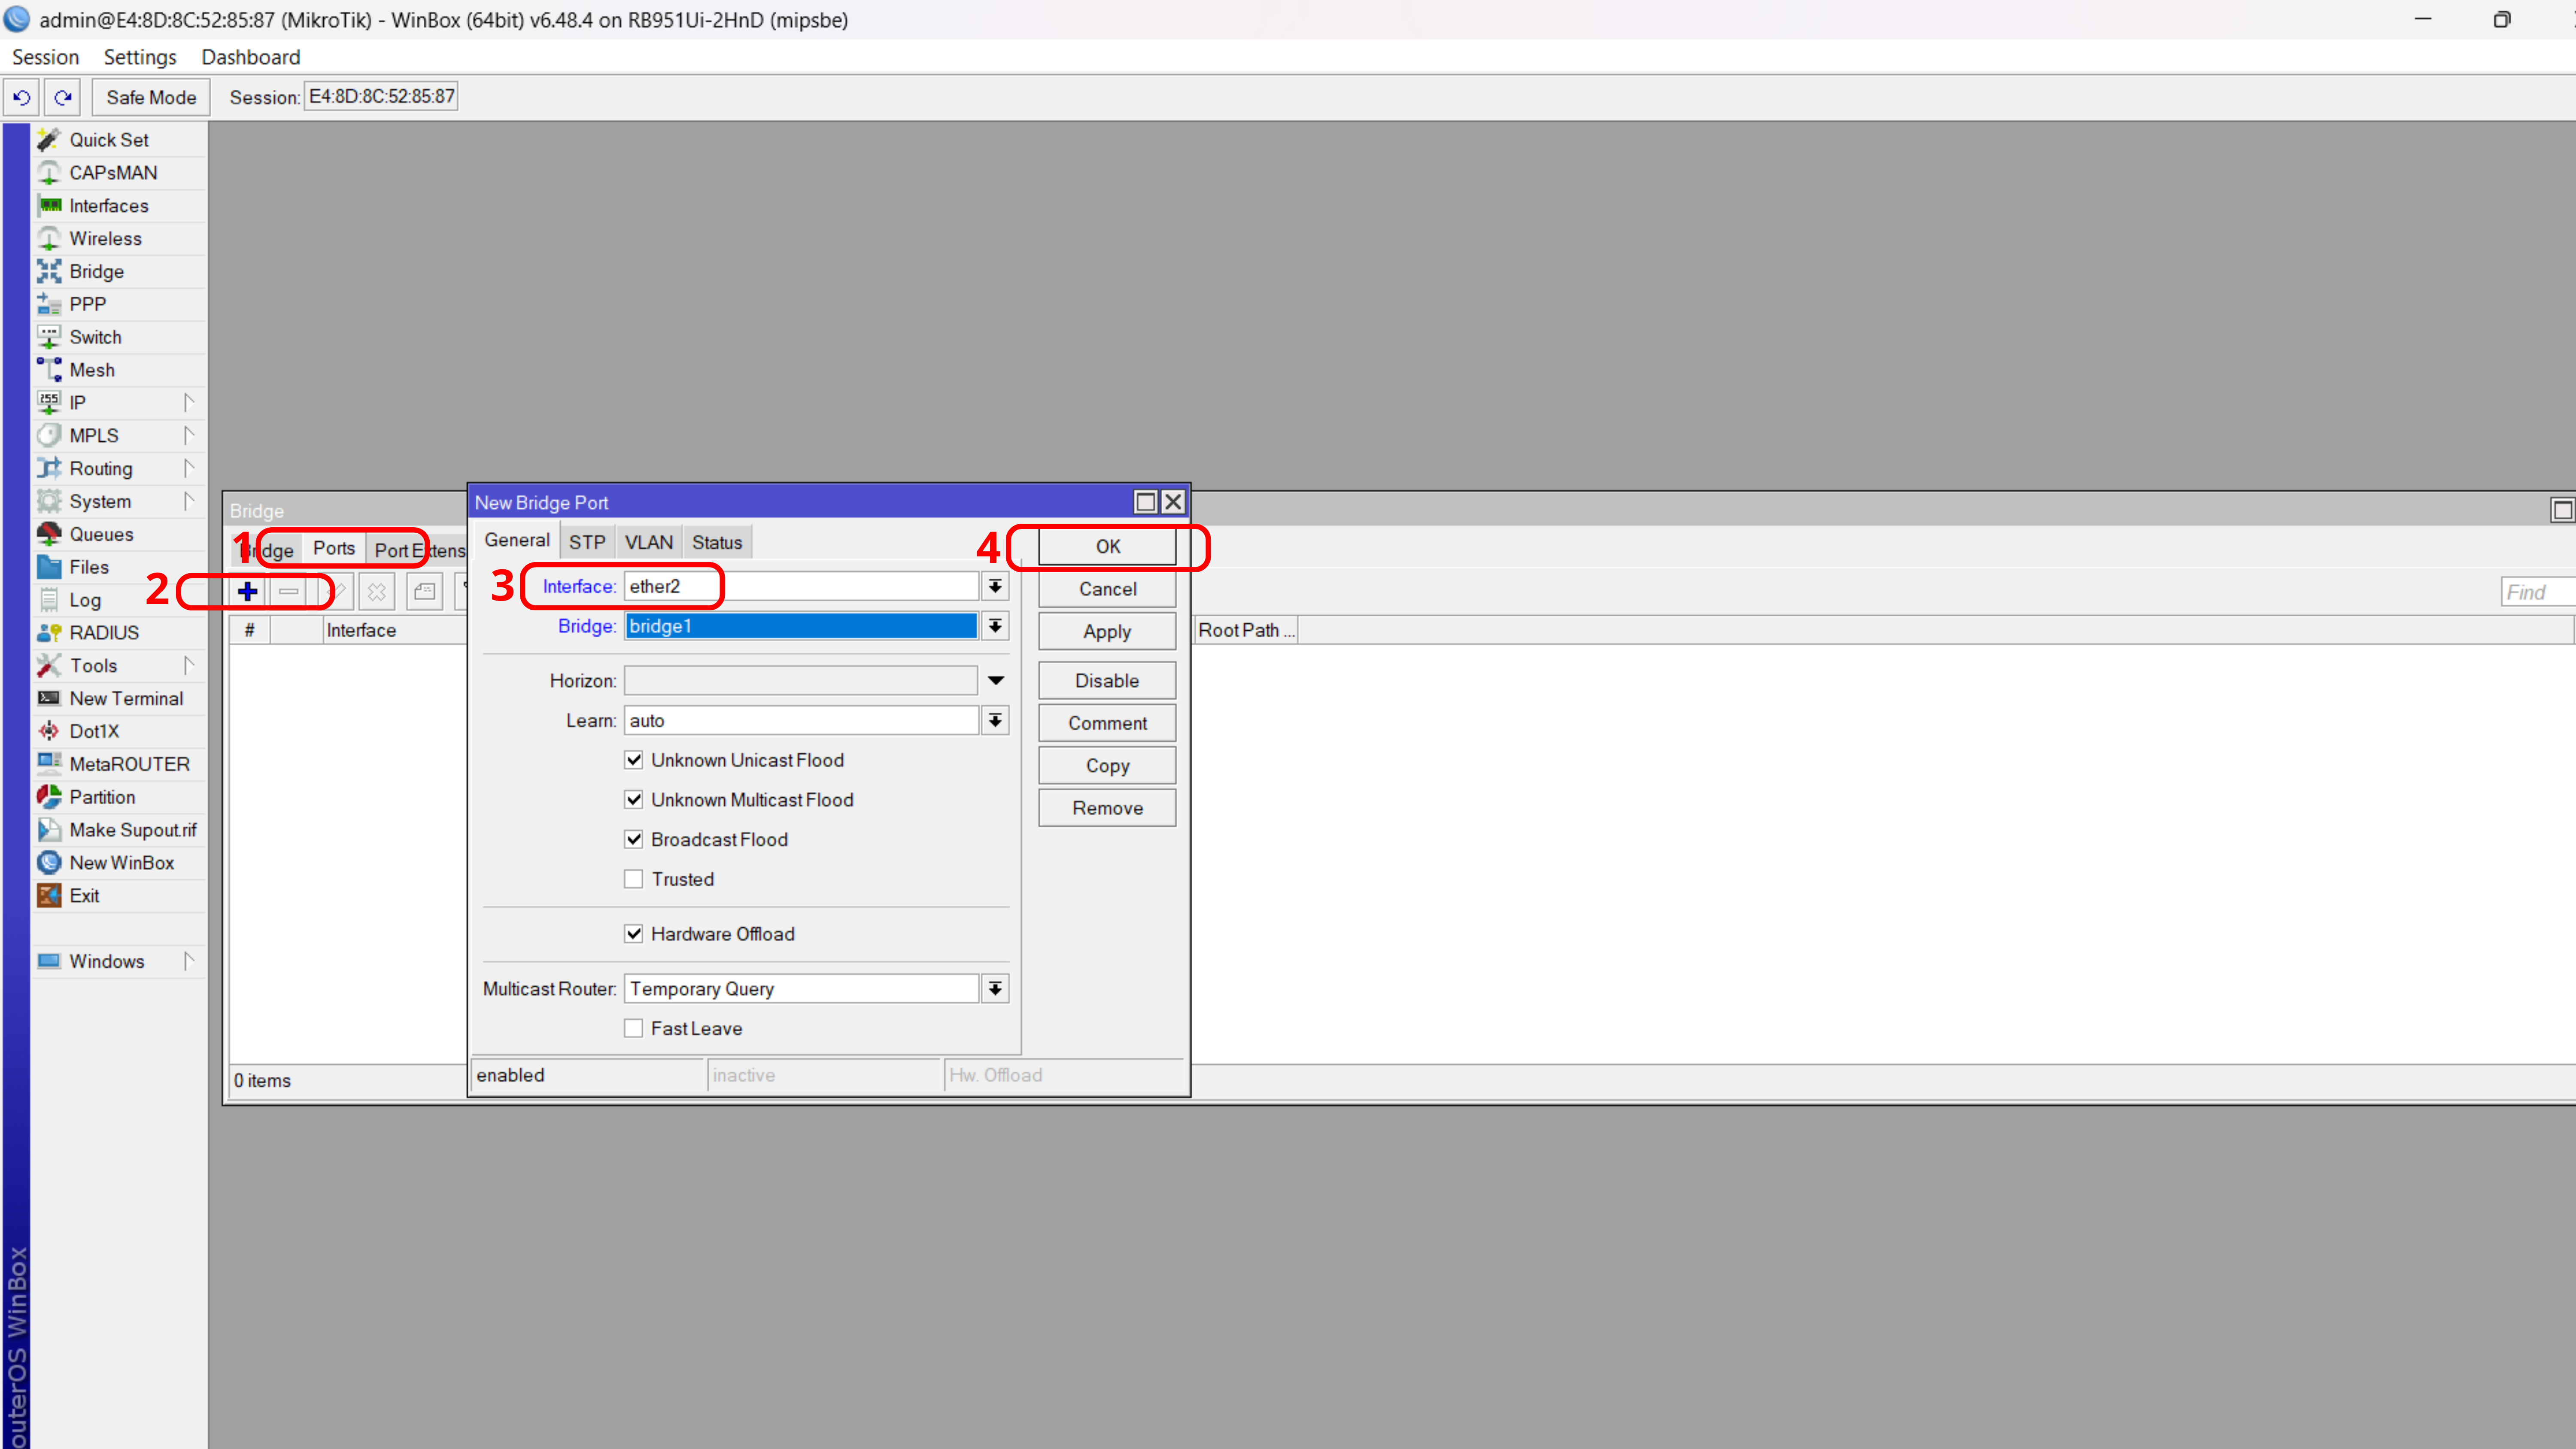 admin@E4:8D:8C:52:85:87 (MikroTik) - WinBox (64bit) v6.48.4 on RB951Ui-2HnD (mipsbe)
Session Settings Dashboard
Safe Mode Session: E4:8D:8C:52:85:87
Quick Set
CAPsMAN
Interfaces
Wireless
Bridge
PPP
Switch
Mesh
IP
MPLS
Routing
System
Queues
Files
Log
RADIUS
Tools
New Terminal
Dot1X
MetaROUTER
Partition
Make Supout.rif
New WinBox
Exit
Windows
WinBox
Bridge
1 Bridge Ports Port Extens
2
Find
# Interface
Root Path ...
0 items
New Bridge Port
General STP VLAN Status
3 Interface: ether2
Bridge: bridge1
Horizon:
Learn: auto
Unknown Unicast Flood
Unknown Multicast Flood
Broadcast Flood
Trusted
Hardware Offload
Multicast Router: Temporary Query
Fast Leave
4 OK
Cancel
Apply
Disable
Comment
Copy
Remove
enabled inactive Hw. Offload